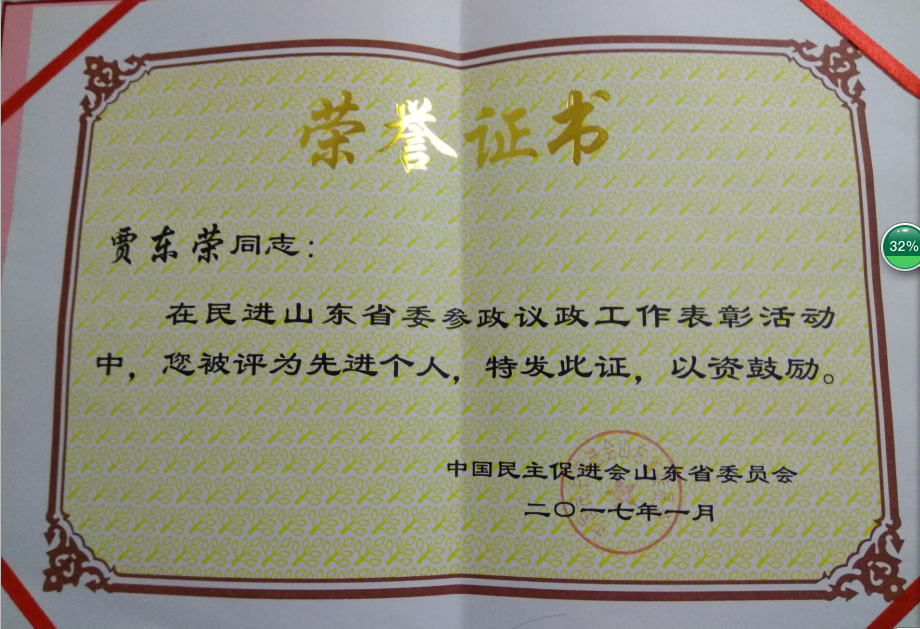 荣誉证书
贾东荣同志：
在民进山东省委参政议政工作表彰活动
中，您被评为先进个人，特发此证，以资鼓励。
中国民主促进会山东省委员会
二〇一七年一月
32%